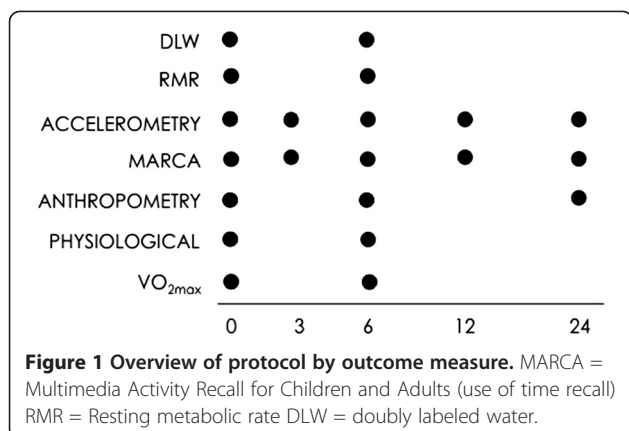 DLW
RMR
ACCELEROMETRY
MARCA
ANTHROPOMETRY
PHYSIOLOGICAL
VO2max
0 3 6 12 24
Figure 1 Overview of protocol by outcome measure. MARCA =
Multimedia Activity Recall for Children and Adults (use of time recall)
RMR = Resting metabolic rate DLW = doubly labeled water.